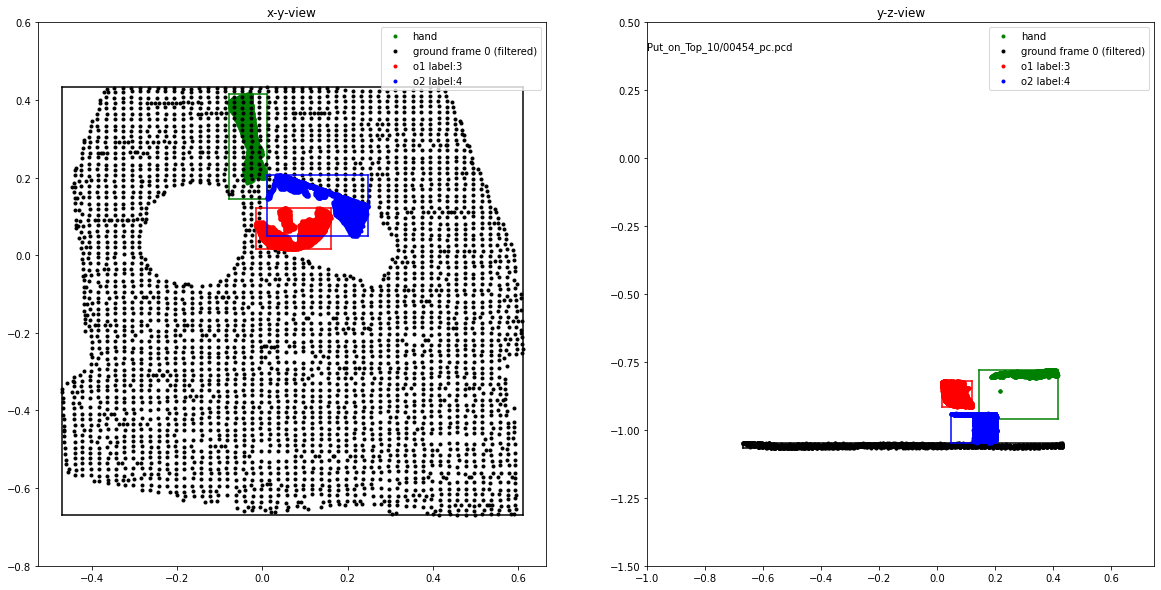 x-y-view
hand
ground frame 0 (filtered)
o1 label:3
o2 label:4
0.6
0.4
0.2
0.0
−0.2
−0.4
−0.6
−0.8
−0.4
−0.2
0.0
0.2
0.4
0.6
y-z-view
Put_on_Top_10/00454_pc.pcd
hand
ground frame 0 (filtered)
o1 label:3
o2 label:4
0.50
0.25
0.00
−0.25
−0.50
−0.75
−1.00
−1.25
−1.50
−1.0
−0.8
−0.6
−0.4
−0.2
0.0
0.2
0.4
0.6